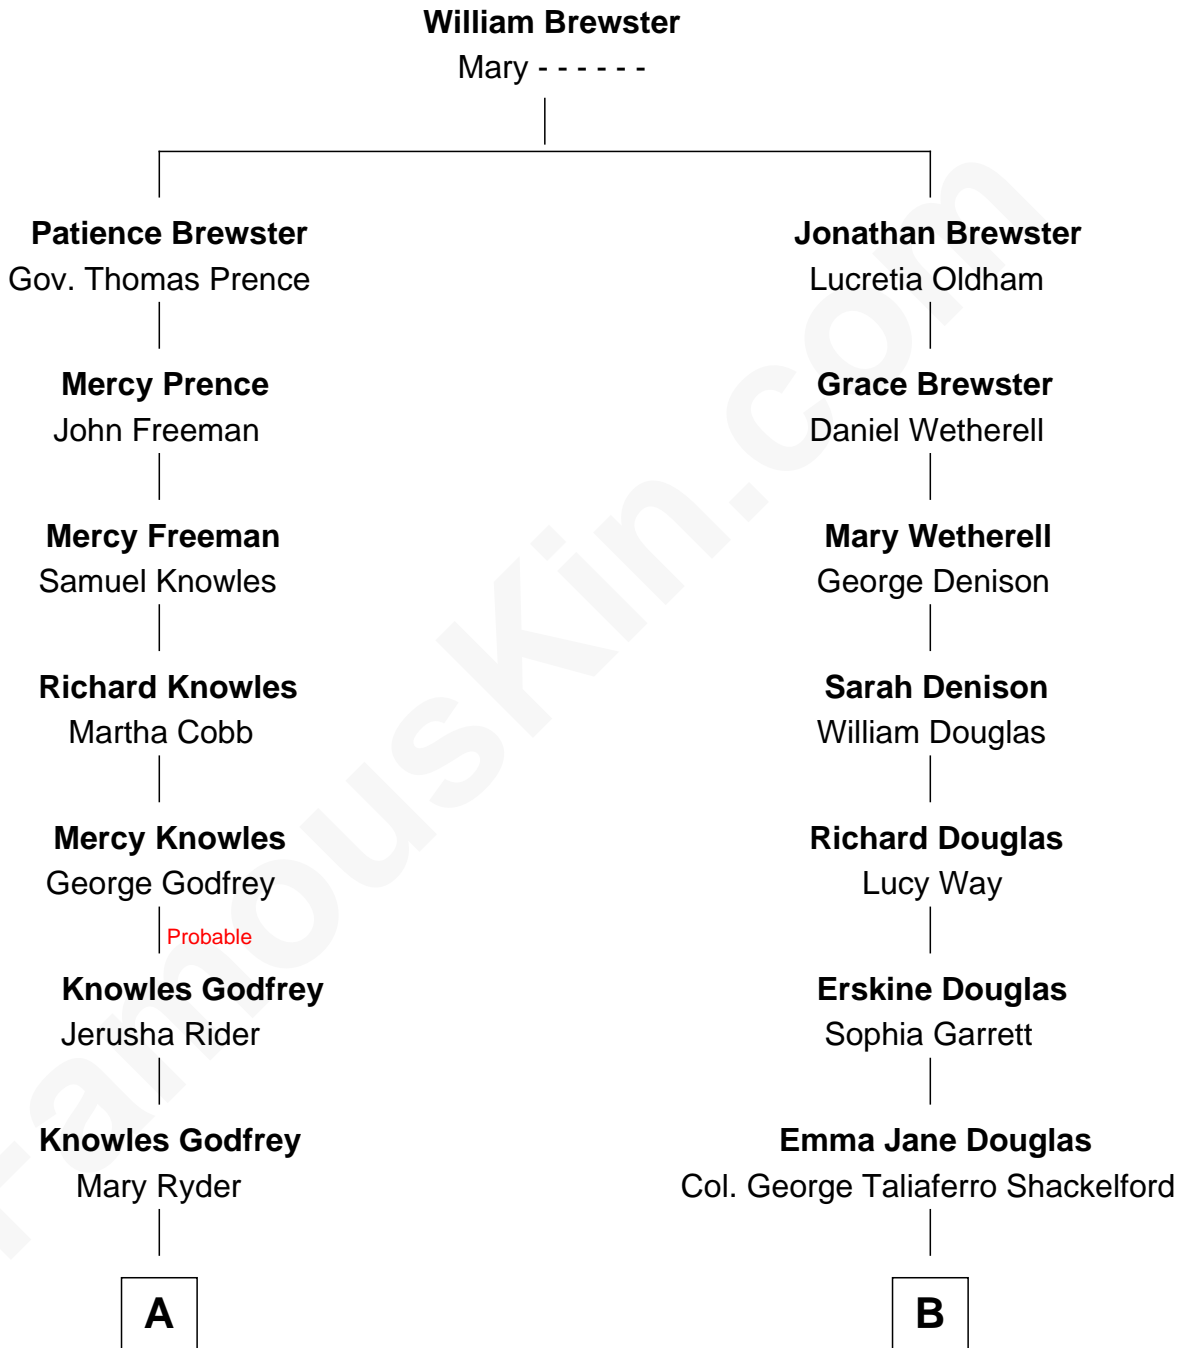 William Brewster
Mary - - - - - -
Patience Brewster
Gov. Thomas Prence
Jonathan Brewster
Lucretia Oldham
Mercy Prence
John Freeman
Grace Brewster
Daniel Wetherell
Mercy Freeman
Samuel Knowles
Mary Wetherell
George Denison
Richard Knowles
Martha Cobb
Sarah Denison
William Douglas
Mercy Knowles
George Godfrey
Richard Douglas
Lucy Way
Probable
Knowles Godfrey
Jerusha Rider
Erskine Douglas
Sophia Garrett
Knowles Godfrey
Mary Ryder
Emma Jane Douglas
Col. George Taliaferro Shackelford
A
B
FamousKin.com